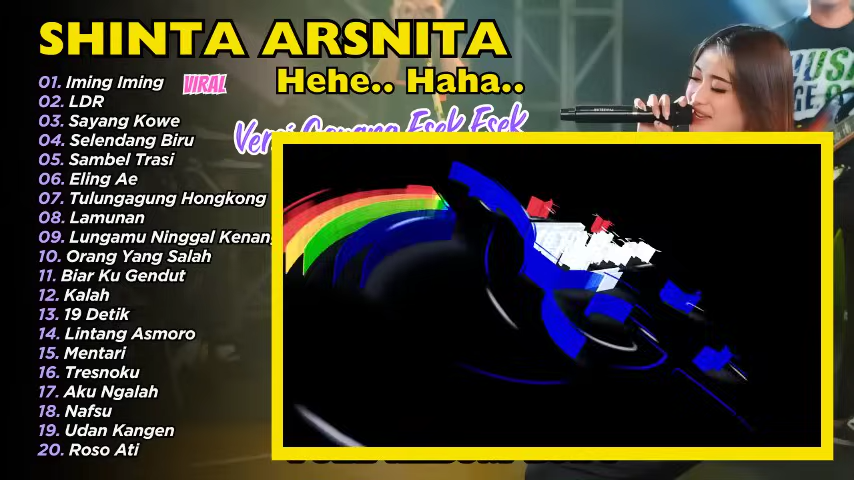 SHINTA ARSNITA
Hehe.. Haha..
01. Iming Iming VIRAL
02. LDR
03. Sayang Kowe
04. Selendang Biru
05. Sambel Trasi
06. Eling Ae
07. Tulungagung Hongkong
08. Lamunan
09. Lungamu Ninggal
10. Orang Yang Salah
11. Biar Ku Gendut
12. Kalah
13. 19 Detik
14. Lintang Asmoro
15. Mentari
16. Tresnoku
17. Aku Ngalah
18. Nafsu
19. Udan Kangen
20. Roso Ati